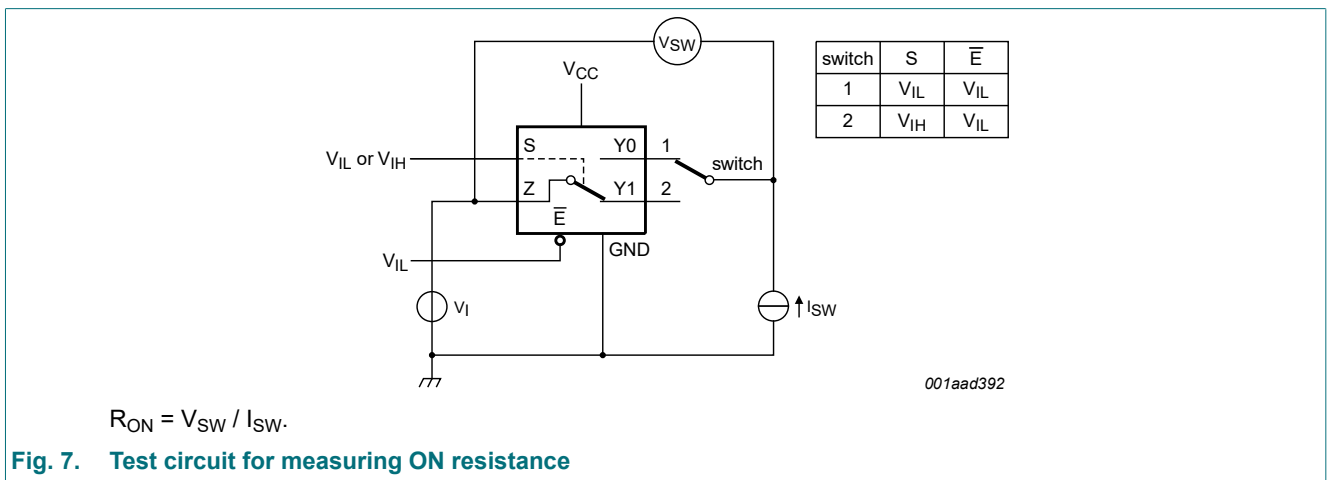 VSW
switch S E
VCC
1 VIL VIL
2 VIH VIL
S Y0 1
VIL or VIH
switch
Z Y1 2
E
GND
VIL
VI
ISW
001aad392
RON = VSW / ISW.
Fig. 7. Test circuit for measuring ON resistance